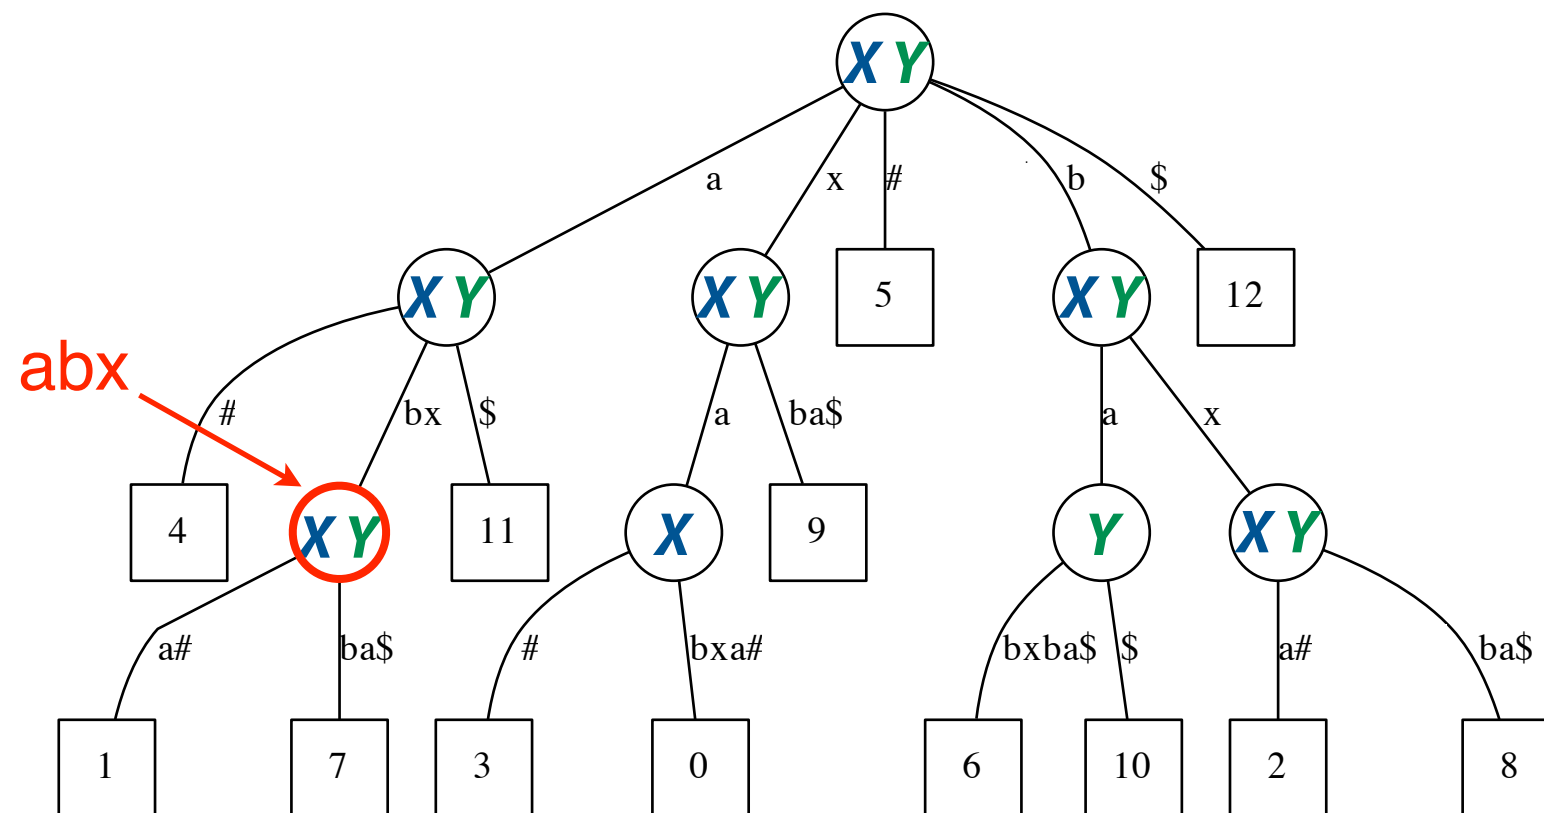 X Y
a x # b $
X Y X Y 5 X Y 12
abx
# bx $ a ba$ a x
4 X Y 11 X 9 Y X Y
a# ba$ # bxa# bxba$ $ a# ba$
1 7 3 0 6 10 2 8